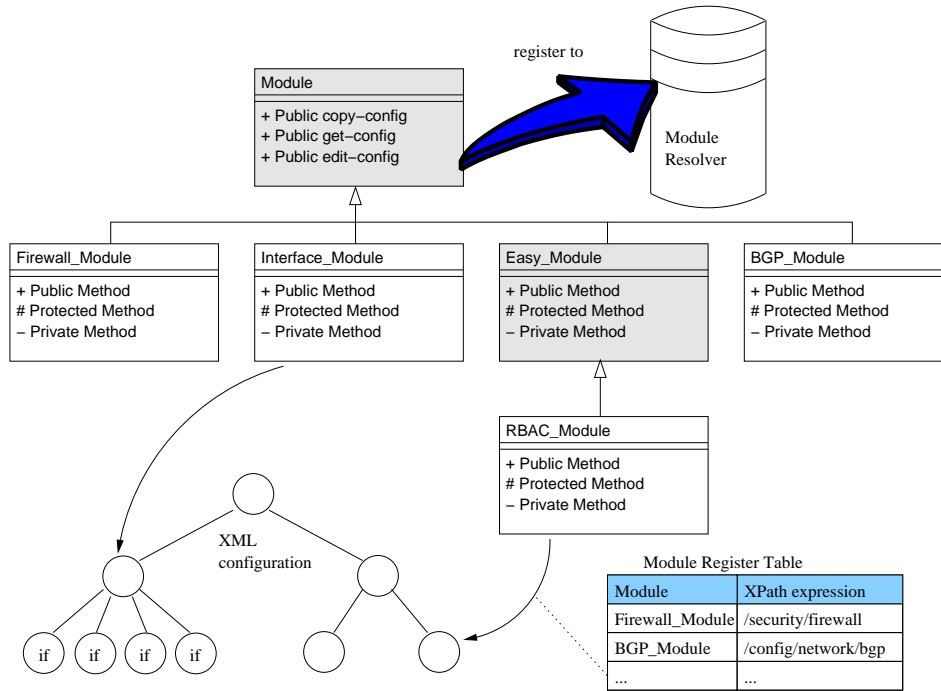 register to
Module
+ Public copy−config
+ Public get−config
+ Public edit−config
Module
Resolver
Firewall_Module
+ Public Method
# Protected Method
− Private Method
Interface_Module
+ Public Method
# Protected Method
− Private Method
Easy_Module
+ Public Method
# Protected Method
− Private Method
BGP_Module
+ Public Method
# Protected Method
− Private Method
RBAC_Module
+ Public Method
# Protected Method
− Private Method
XML
configuration
if
if
if
if
Module Register Table
Module XPath expression
Firewall_Module /security/firewall
BGP_Module /config/network/bgp
... ...